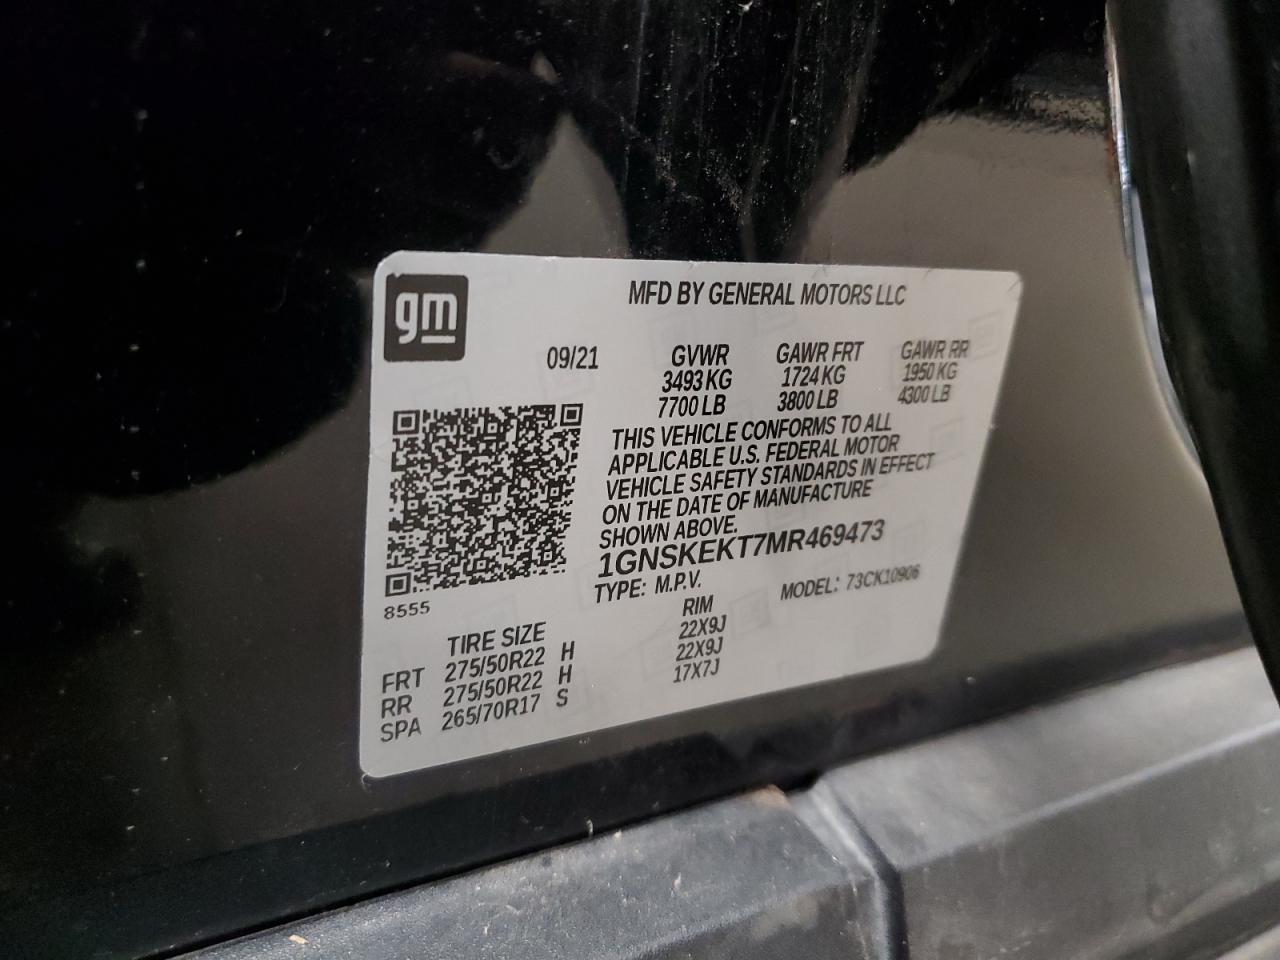 gm
MFD BY GENERAL MOTORS LLC
09/21 GVWR GAWR FRT GAWR RR
3493 KG 1724 KG 1950 KG
7700 LB 3800 LB 4300 LB
THIS VEHICLE CONFORMS TO ALL
APPLICABLE U.S. FEDERAL MOTOR
VEHICLE SAFETY STANDARDS IN EFFECT
ON THE DATE OF MANUFACTURE
SHOWN ABOVE.
1GNSKEKT7MR469473
TYPE: M.P.V. MODEL: 73CK10906
8555
TIRE SIZE RIM
FRT 275/50R22 H 22X9J
RR 275/50R22 H 22X9J
SPA 265/70R17 S 17X7J